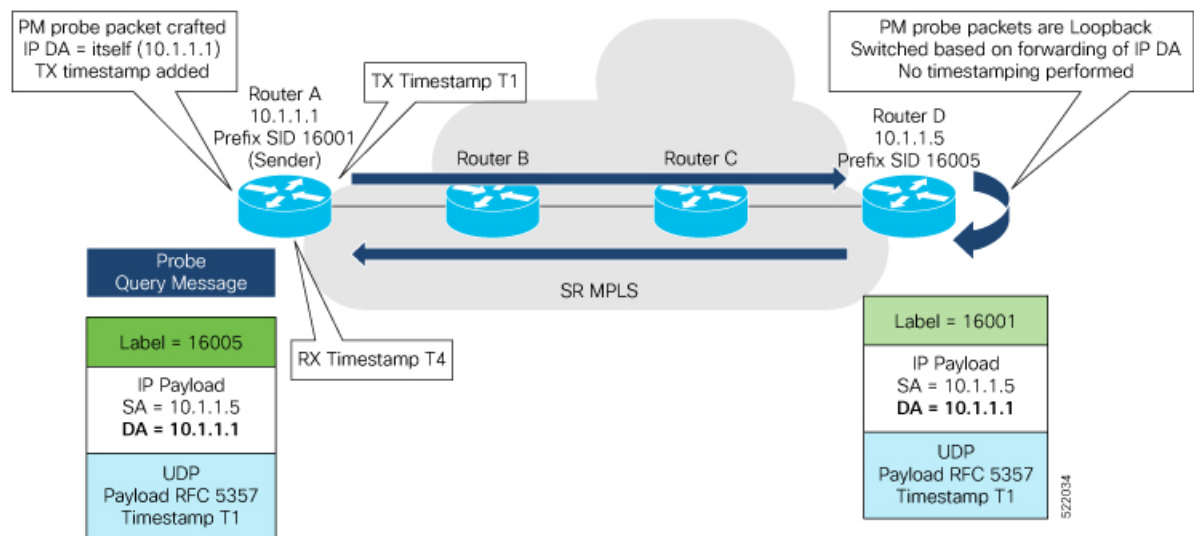 PM probe packet crafted
IP DA = itself (10.1.1.1)
TX timestamp added
TX Timestamp T1
PM probe packets are Loopback
Switched based on forwarding of IP DA
No timestamping performed
Router A
10.1.1.1
Prefix SID 16001
(Sender)
Router B
Router C
Router D
10.1.1.5
Prefix SID 16005
Probe
Query Message
SR MPLS
RX Timestamp T4
Label = 16005
IP Payload
SA = 10.1.1.5
DA = 10.1.1.1
UDP
Payload RFC 5357
Timestamp T1
Label = 16001
IP Payload
SA = 10.1.1.5
DA = 10.1.1.1
UDP
Payload RFC 5357
Timestamp T1
522034